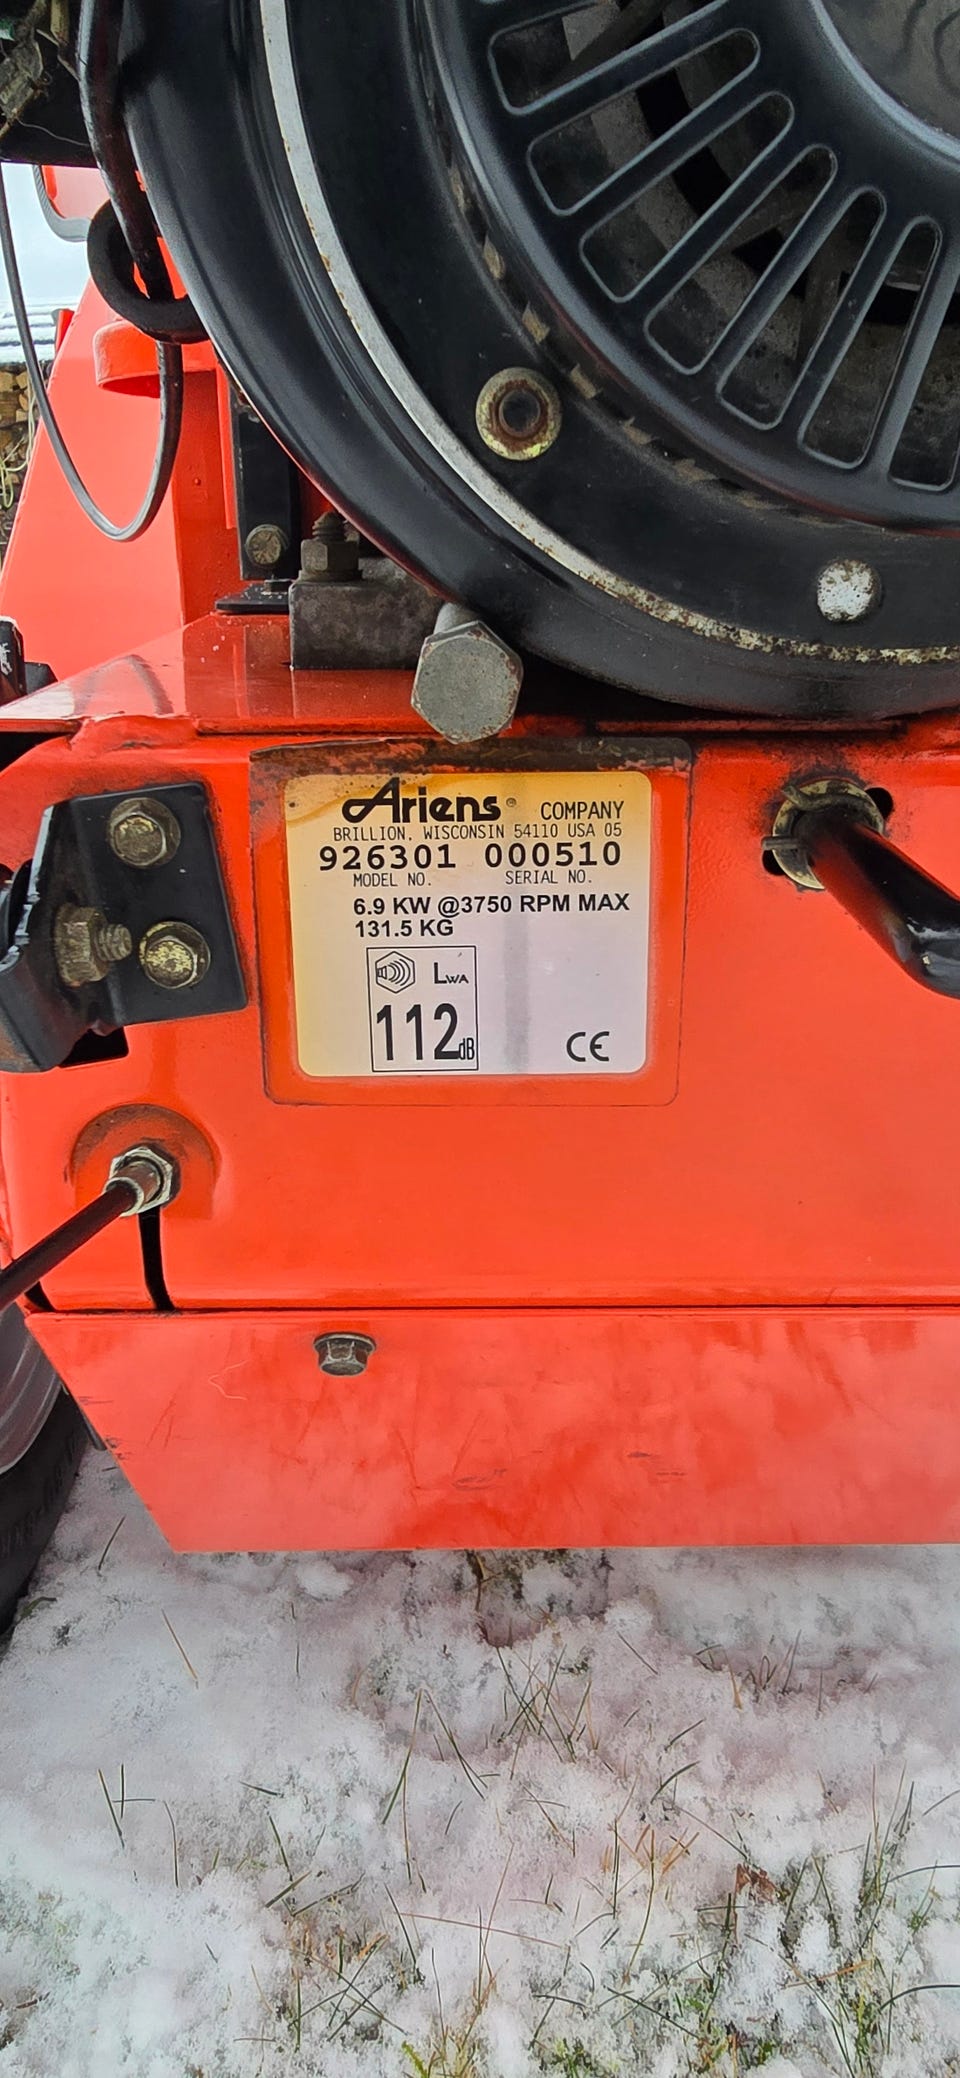 Ariens® COMPANY
BRILLION, WISCONSIN 54110 USA 05
926301 000510
MODEL NO. SERIAL NO.
6.9 KW @3750 RPM MAX
131.5 KG
LWA
112dB
CE